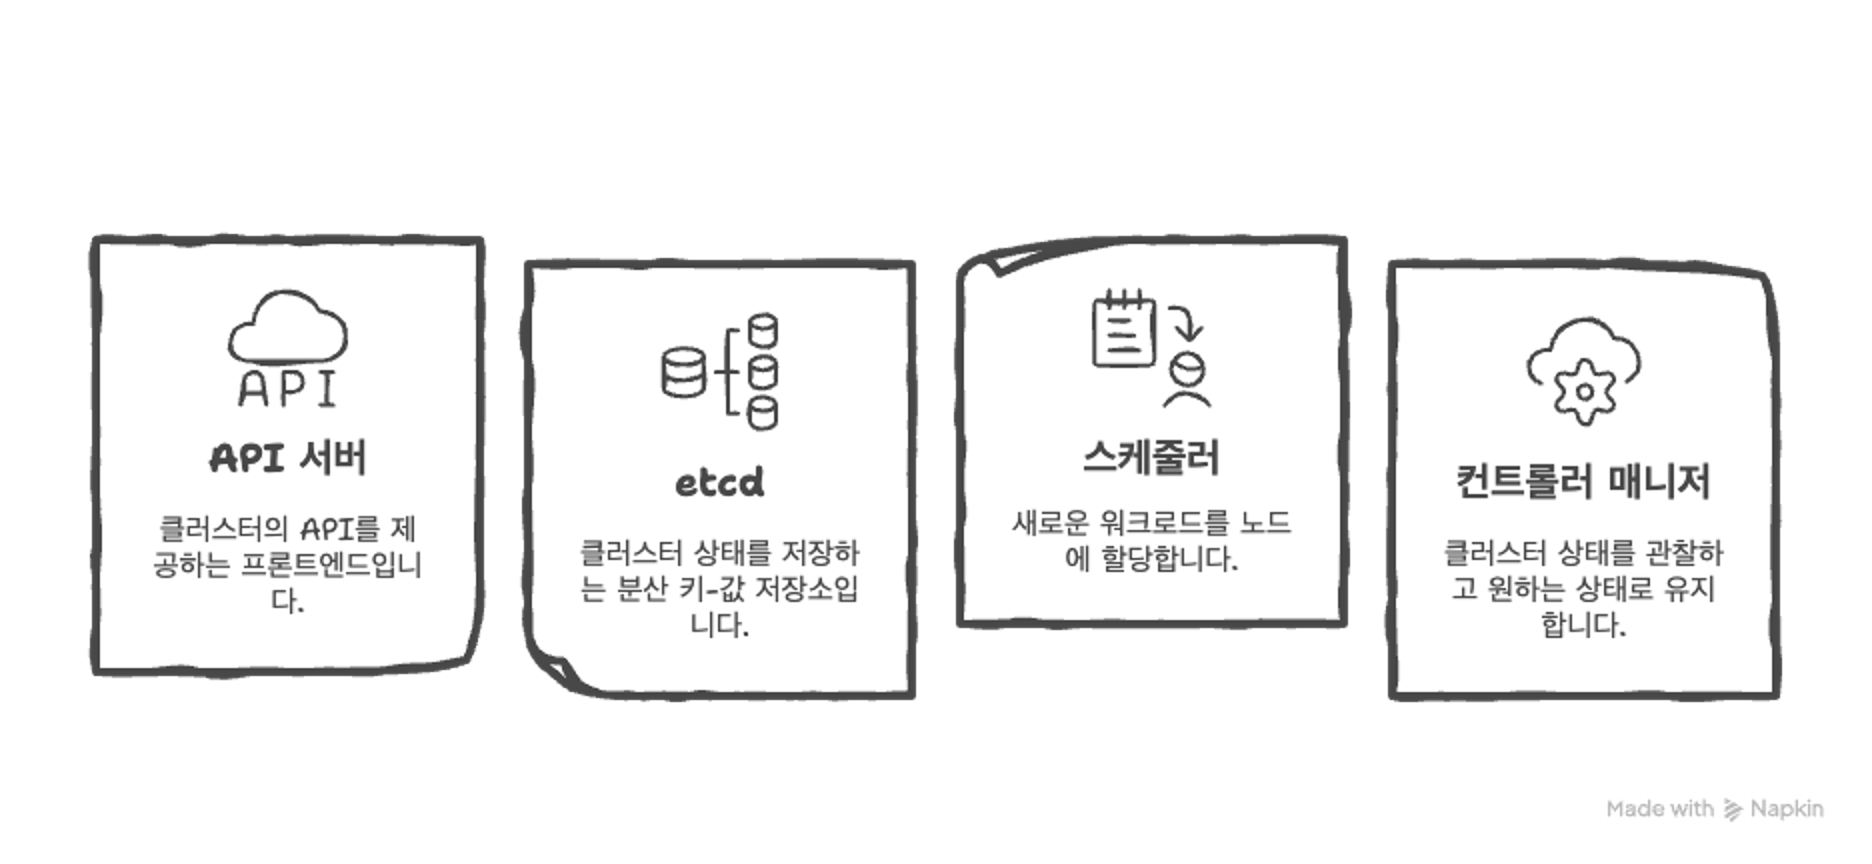 API
API 서버
클러스터의 API를 제
공하는 프론트엔드입니
다.
etcd
클러스터 상태를 저장하
는 분산 키-값 저장소입
니다.
스케줄러
새로운 워크로드를 노드
에 할당합니다.
컨트롤러 매니저
클러스터 상태를 관찰하
고 원하는 상태로 유지
합니다.
Made with Napkin